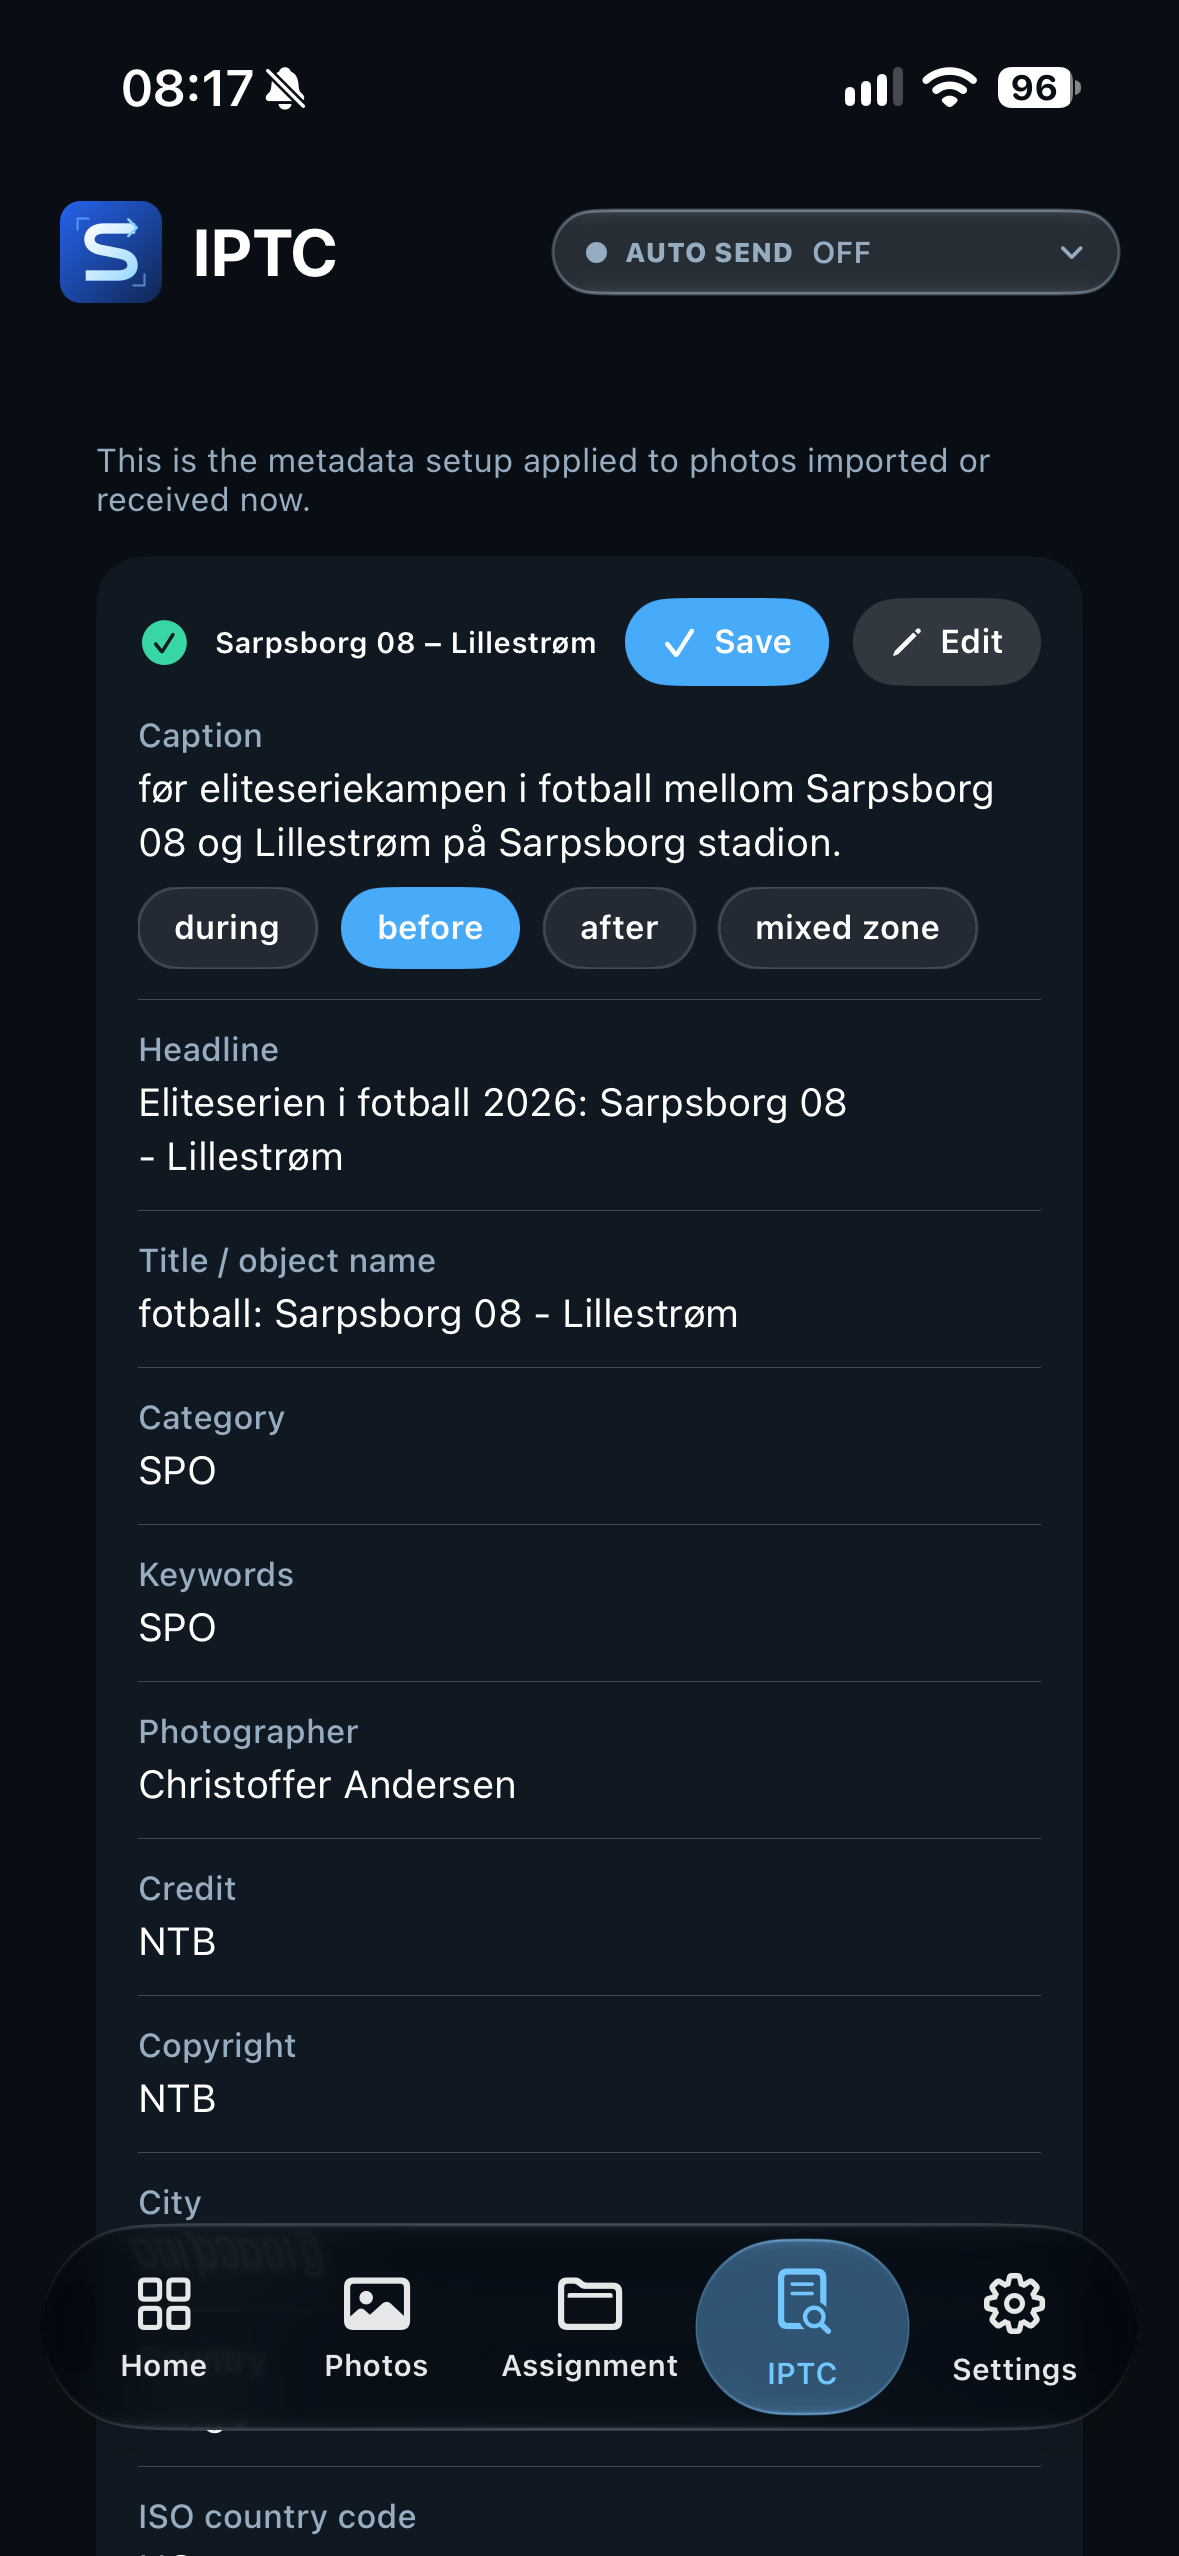 08:17
96
S
IPTC
AUTO SEND OFF
This is the metadata setup applied to photos imported or
received now.
Sarpsborg 08 – Lillestrøm
Save
Edit
Caption
før eliteseriekampen i fotball mellom Sarpsborg
08 og Lillestrøm på Sarpsborg stadion.
during
before
after
mixed zone
Headline
Eliteserien i fotball 2026: Sarpsborg 08
- Lillestrøm
Title / object name
fotball: Sarpsborg 08 - Lillestrøm
Category
SPO
Keywords
SPO
Photographer
Christoffer Andersen
Credit
NTB
Copyright
NTB
City
Home
Photos
Assignment
IPTC
Settings
ISO country code